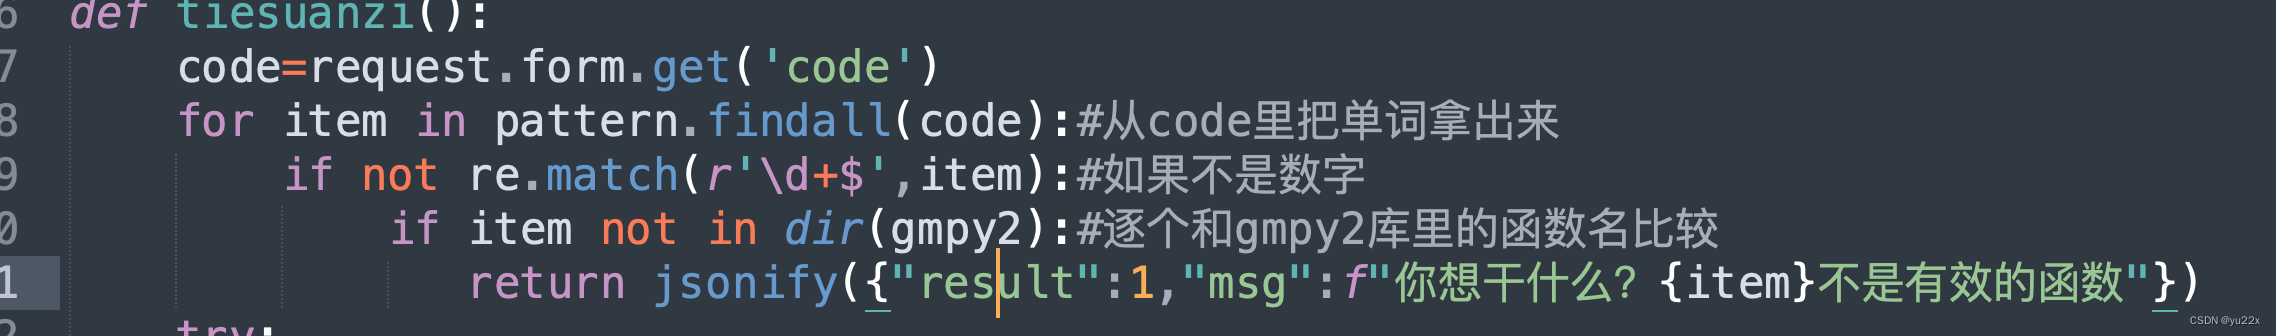 6 def tiesuanzi():
7 code=request.form.get('code')
8 for item in pattern.findall(code):#从code里把单词拿出来
9 if not re.match(r'\d+$',item):#如果不是数字
0 if item not in dir(gmpy2):#逐个和gmpy2库里的函数名比较
1 return jsonify({"result":1,"msg":f"你想干什么？{item}不是有效的函数"})
2 try:
CSDN @yu22x